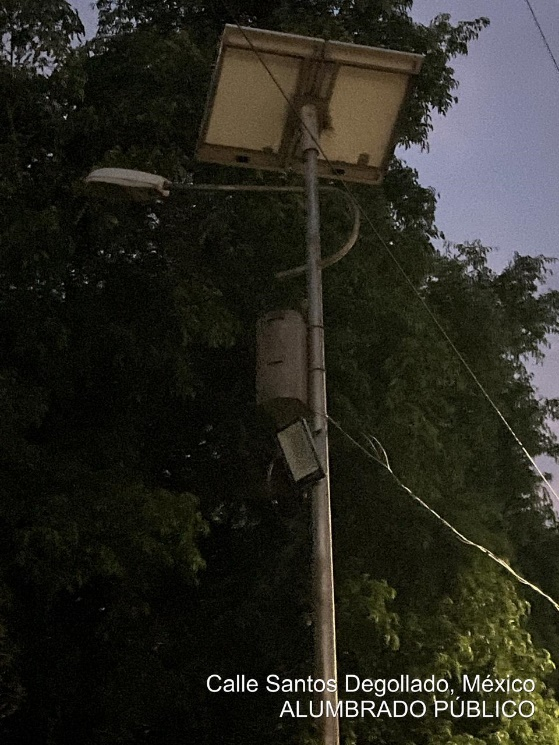 Calle Santos Degollado, México
ALUMBRADO PÚBLICO